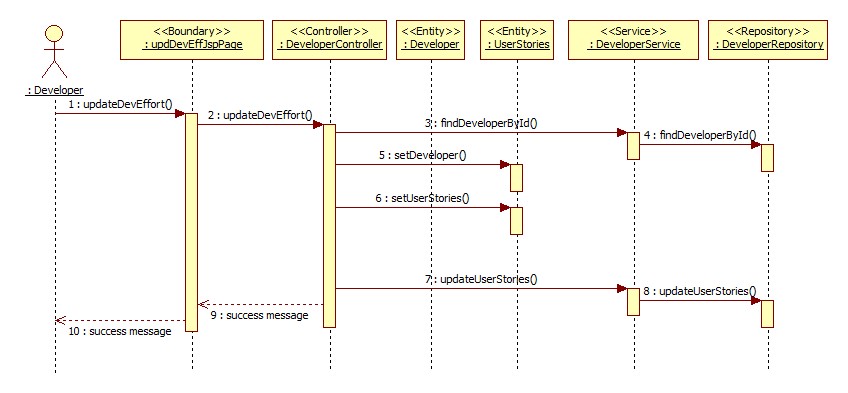 <<Boundary>>
: updDevEffJspPage
<<Controller>>
: DeveloperController
<<Entity>>
: Developer
<<Entity>>
: UserStories
<<Service>>
: DeveloperService
<<Repository>>
: DeveloperRepository
: Developer
1 : updateDevEffort()
2 : updateDevEffort()
3 : findDeveloperById()
4 : findDeveloperById()
5 : setDeveloper()
6 : setUserStories()
7 : updateUserStories()
8 : updateUserStories()
9 : success message
10 : success message